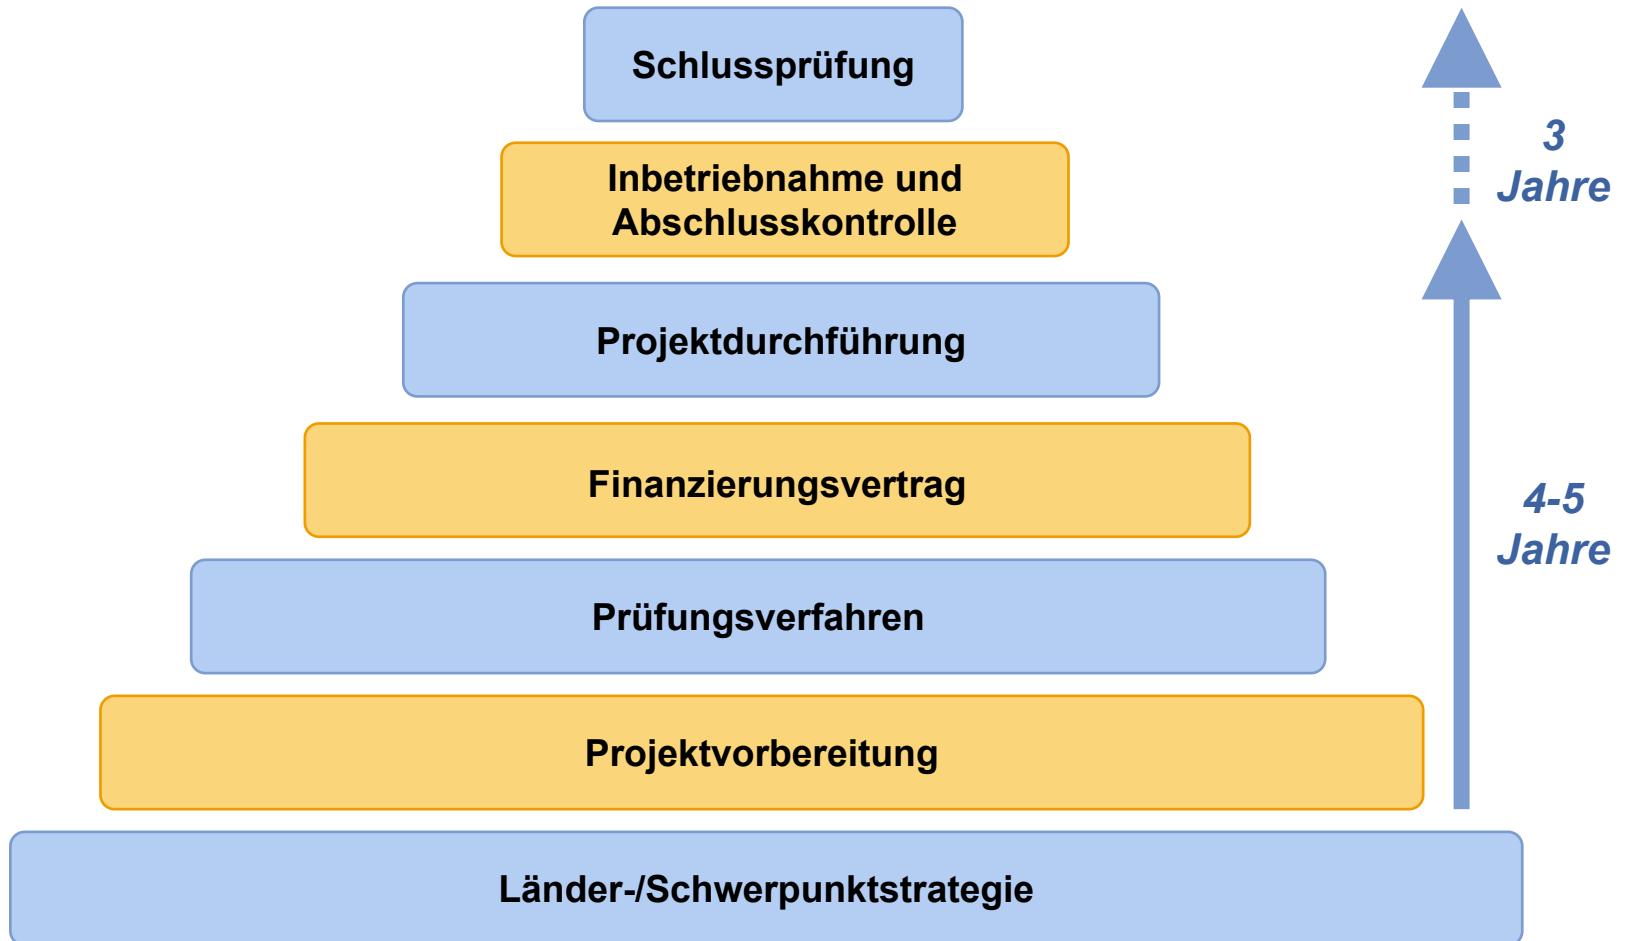 Schlussprüfung
Inbetriebnahme und
Abschlusskontrolle
3
Jahre
Projektdurchführung
Finanzierungsvertrag
4-5
Jahre
Prüfungsverfahren
Projektvorbereitung
Länder-/Schwerpunktstrategie